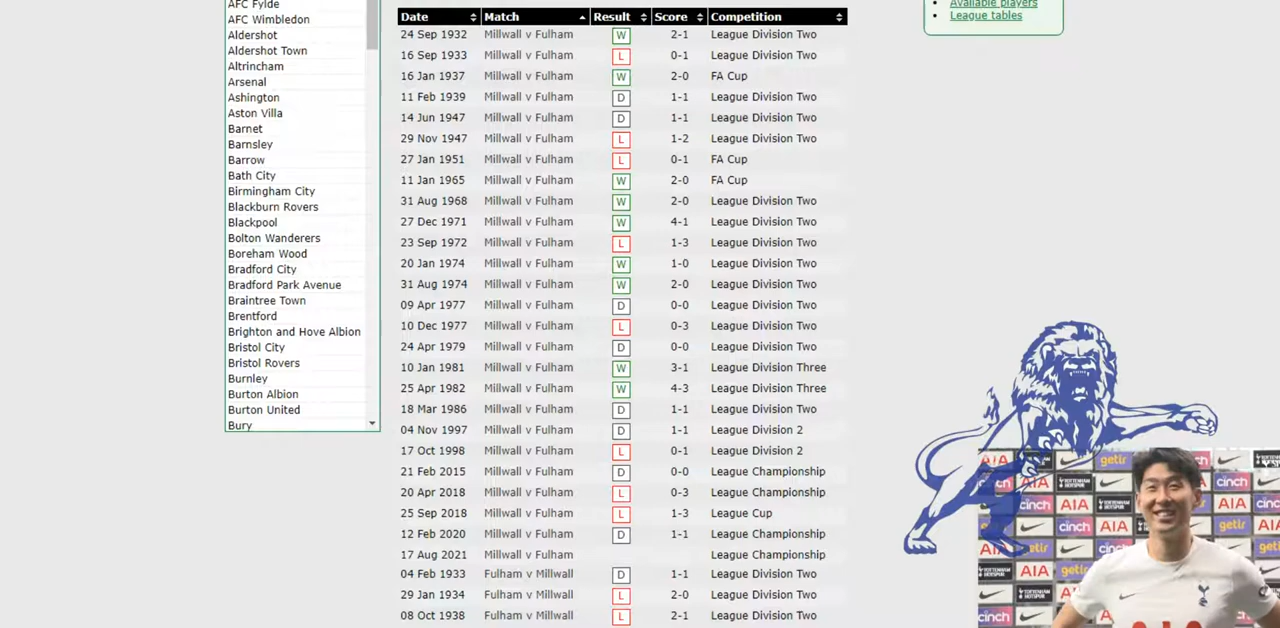 AFC Fylde
AFC Wimbledon
Aldershot
Aldershot Town
Altrincham
Arsenal
Ashington
Aston Villa
Barnet
Barnsley
Barrow
Bath City
Birmingham City
Blackburn Rovers
Blackpool
Bolton Wanderers
Boreham Wood
Bradford City
Bradford Park Avenue
Braintree Town
Brentford
Brighton and Hove Albion
Bristol City
Bristol Rovers
Burnley
Burton Albion
Burton United
Bury
Date Match Result Score Competition
24 Sep 1932 Millwall v Fulham W 2-1 League Division Two
16 Sep 1933 Millwall v Fulham L 0-1 League Division Two
16 Jan 1937 Millwall v Fulham W 2-0 FA Cup
11 Feb 1939 Millwall v Fulham D 1-1 League Division Two
14 Jun 1947 Millwall v Fulham D 1-1 League Division Two
29 Nov 1947 Millwall v Fulham L 1-2 League Division Two
27 Jan 1951 Millwall v Fulham L 0-1 FA Cup
11 Jan 1965 Millwall v Fulham W 2-0 FA Cup
31 Aug 1968 Millwall v Fulham W 2-0 League Division Two
27 Dec 1971 Millwall v Fulham W 4-1 League Division Two
23 Sep 1972 Millwall v Fulham L 1-3 League Division Two
20 Jan 1974 Millwall v Fulham W 1-0 League Division Two
31 Aug 1974 Millwall v Fulham W 2-0 League Division Two
09 Apr 1977 Millwall v Fulham D 0-0 League Division Two
10 Dec 1977 Millwall v Fulham L 0-3 League Division Two
24 Apr 1979 Millwall v Fulham D 0-0 League Division Two
10 Jan 1981 Millwall v Fulham W 3-1 League Division Three
25 Apr 1982 Millwall v Fulham W 4-3 League Division Three
18 Mar 1986 Millwall v Fulham D 1-1 League Division Two
04 Nov 1997 Millwall v Fulham D 1-1 League Division 2
17 Oct 1998 Millwall v Fulham L 0-1 League Division 2
Feb 2015 Millwall v Fulham D 0-0 League Championship
20 Apr 2018 Millwall v Fulham L 0-3 League Championship
2018 Millwall v Fulham L 1-3 League Cup
12 Feb 2020 Millwall v Fulham D 1-1 League Championship
17 Aug 2021 Millwall v Fulham League Championship
04 Feb 1933 Fulham v Millwall D 1-1 League Division Two
29 Jan 1934 Fulham v Millwall L 2-0 League Division Two
08 Oct 1938 Fulham v Millwall L 2-1 League Division Two
Available players
League tables
AIA getir
AIA cinch
cinch AIA
cinch AIA getir
AIA getir
AIA
cinch